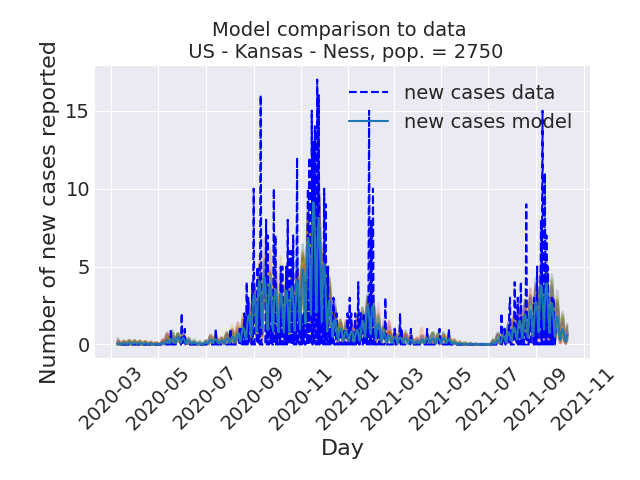 Model comparison to data
US - Kansas - Ness, pop. = 2750
Number of new cases reported
15
10
5
0
new cases data
new cases model
2020-03
2020-05
2020-07
2020-09
2020-11
2021-01
2021-03
2021-05
2021-07
2021-09
2021-11
Day